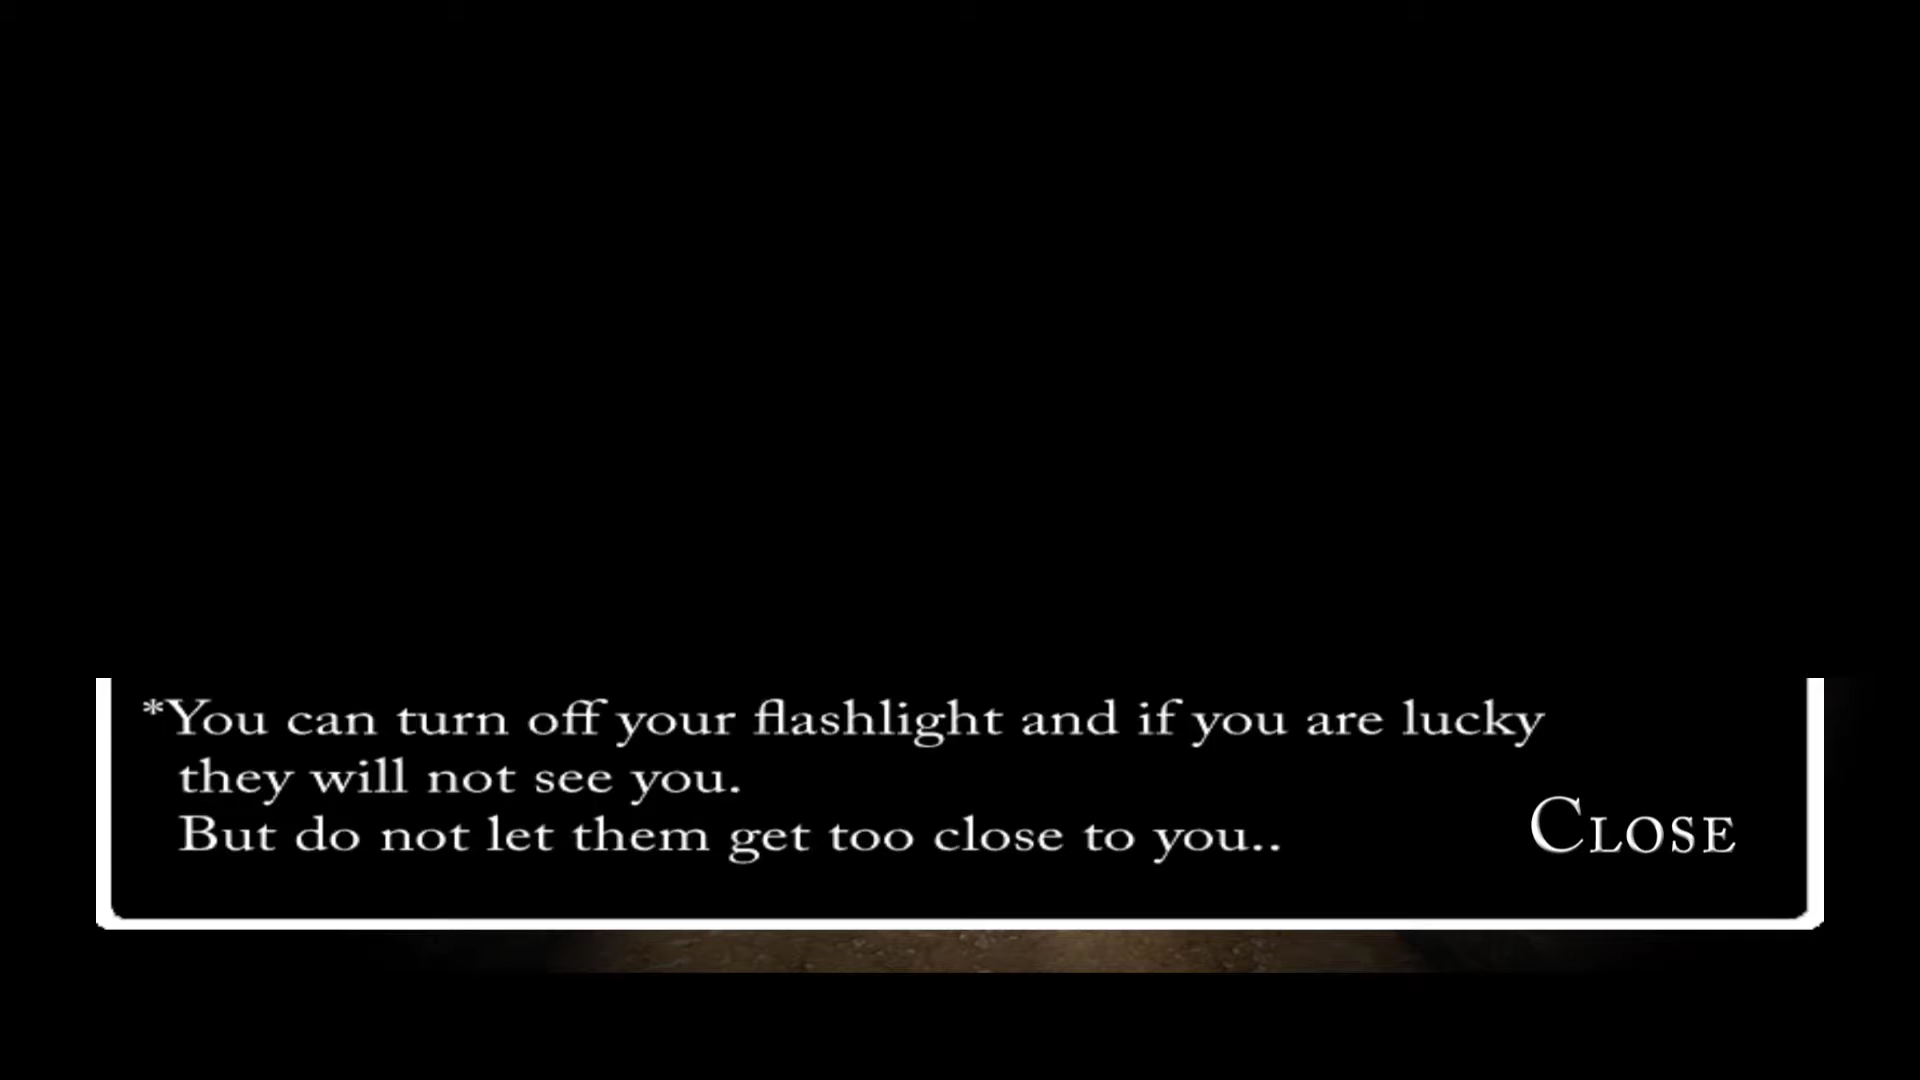 *You can turn off your flashlight and if you are lucky
they will not see you.
But do not let them get too close to you..
CLOSE